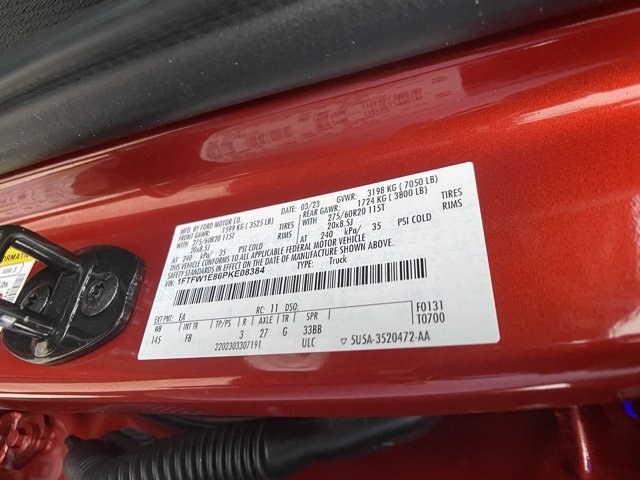 MFD. BY FORD MOTOR CO.
03/23 GVWR: 3198 KG ( 7050 LB)
FRONT GAWR: 1599 KG ( 3525 LB) REAR GAWR: 1724 KG ( 3800 LB)
WITH 275/60R20 115T TIRES WITH 275/60R20 115T TIRES
20x8.5J 20x8.5J
AT 240 kPa/ 35 PSI COLD AT 240 kPa/ 35 PSI COLD
THIS VEHICLE CONFORMS TO ALL APPLICABLE FEDERAL MOTOR VEHICLE
SAFETY AND THEFT PREVENTION STANDARDS IN EFFECT ON THE DATE OF MANUFACTURE
VIN: 1FTFW1E86PKE08384 TYPE: Truck
EXT PNT: EA RC: 11 DSO: F0131
WB INT TR TP/PS R AXLE TR SPR T0700
145 FB 3 27 G 33BB
2202303307191 ULC ▽ 5U5A-3520472-AA